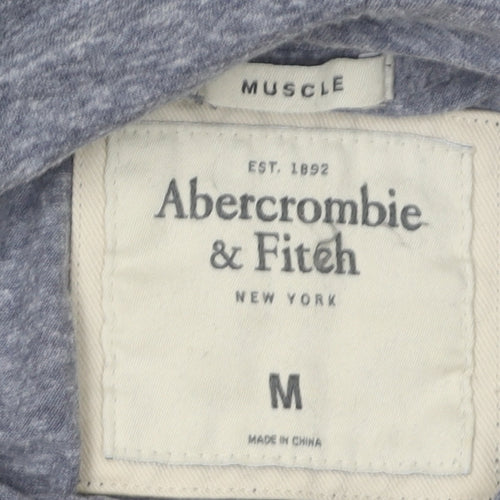 MUSCLE
EST. 1892
Abercrombie
& Fitch
NEW YORK
M
MADE IN CHINA